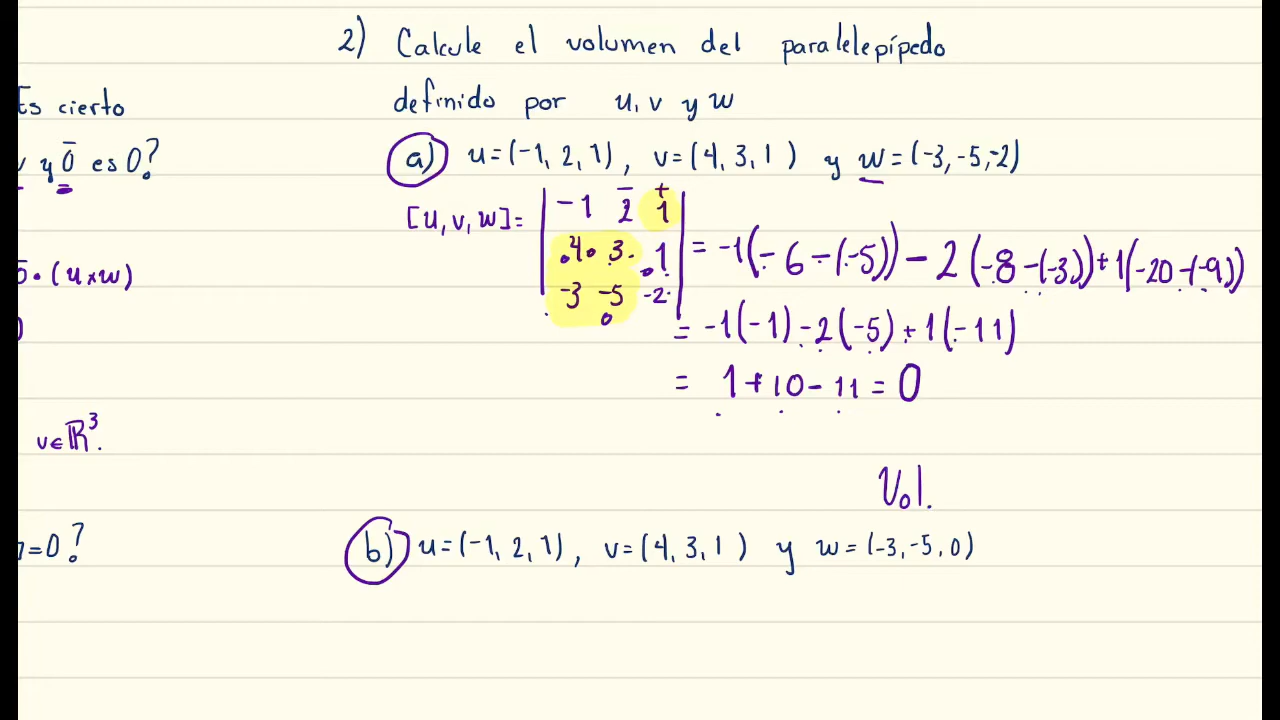 2) Calcule el volumen del paralelepípedo
definido por u, v y w
Es cierto
y 0̅ es 0?
a) u = (-1, 2, 1), v = (4, 3, 1) y w = (-3, -5, -2)
[u, v, w] = | -1 2 1 |
| 4 3 1 | = -1(-6 - (-5)) - 2(-8 - (-3)) + 1(-20 - (-9))
| -3 -5 -2 |
• (u x w)
= -1(-1) - 2(-5) + 1(-11)
= 1 + 10 - 11 = 0
v ∈ ℝ³.
Vol.
=0?
b) u = (-1, 2, 1), v = (4, 3, 1) y w = (-3, -5, 0)